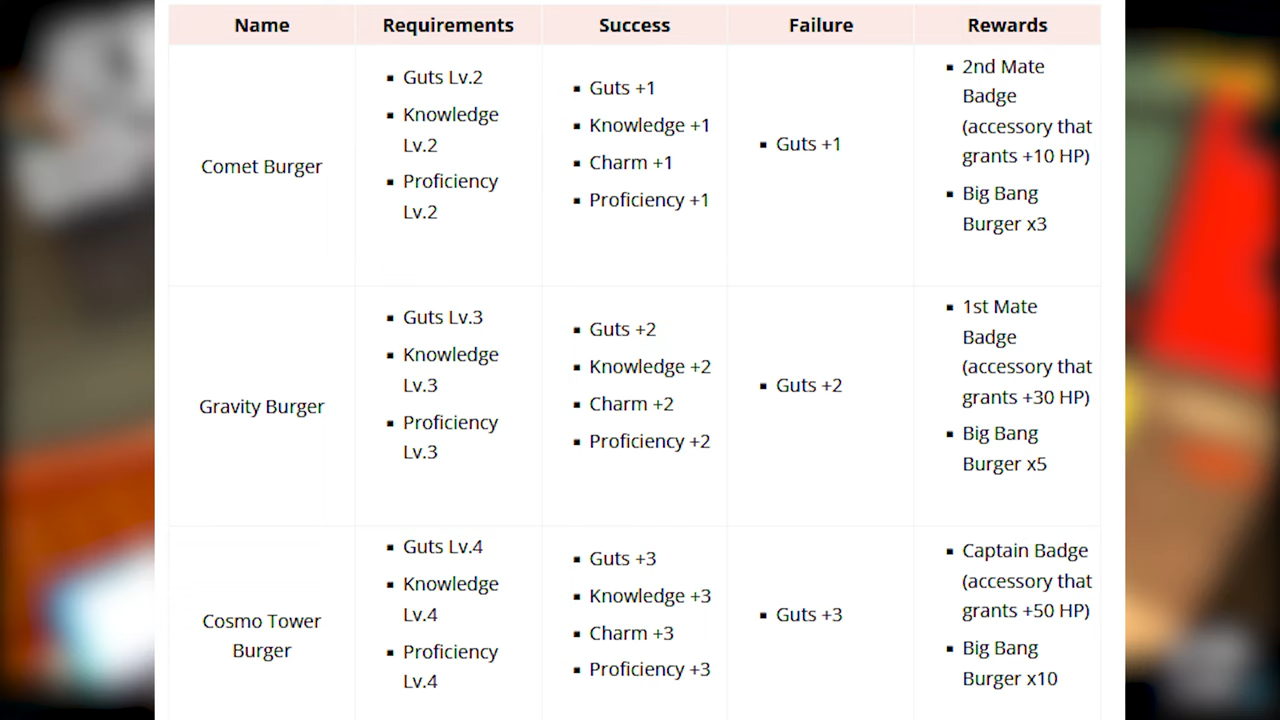 Name Requirements Success Failure Rewards
Comet Burger
Guts Lv.2
Knowledge
Lv.2
Proficiency
Lv.2
Guts +1
Knowledge +1
Charm +1
Proficiency +1
Guts +1
2nd Mate
Badge
(accessory that
grants +10 HP)
Big Bang
Burger x3
Gravity Burger
Guts Lv.3
Knowledge
Lv.3
Proficiency
Lv.3
Guts +2
Knowledge +2
Charm +2
Proficiency +2
Guts +2
1st Mate
Badge
(accessory that
grants +30 HP)
Big Bang
Burger x5
Cosmo Tower
Burger
Guts Lv.4
Knowledge
Lv.4
Proficiency
Lv.4
Guts +3
Knowledge +3
Charm +3
Proficiency +3
Guts +3
Captain Badge
(accessory that
grants +50 HP)
Big Bang
Burger x10